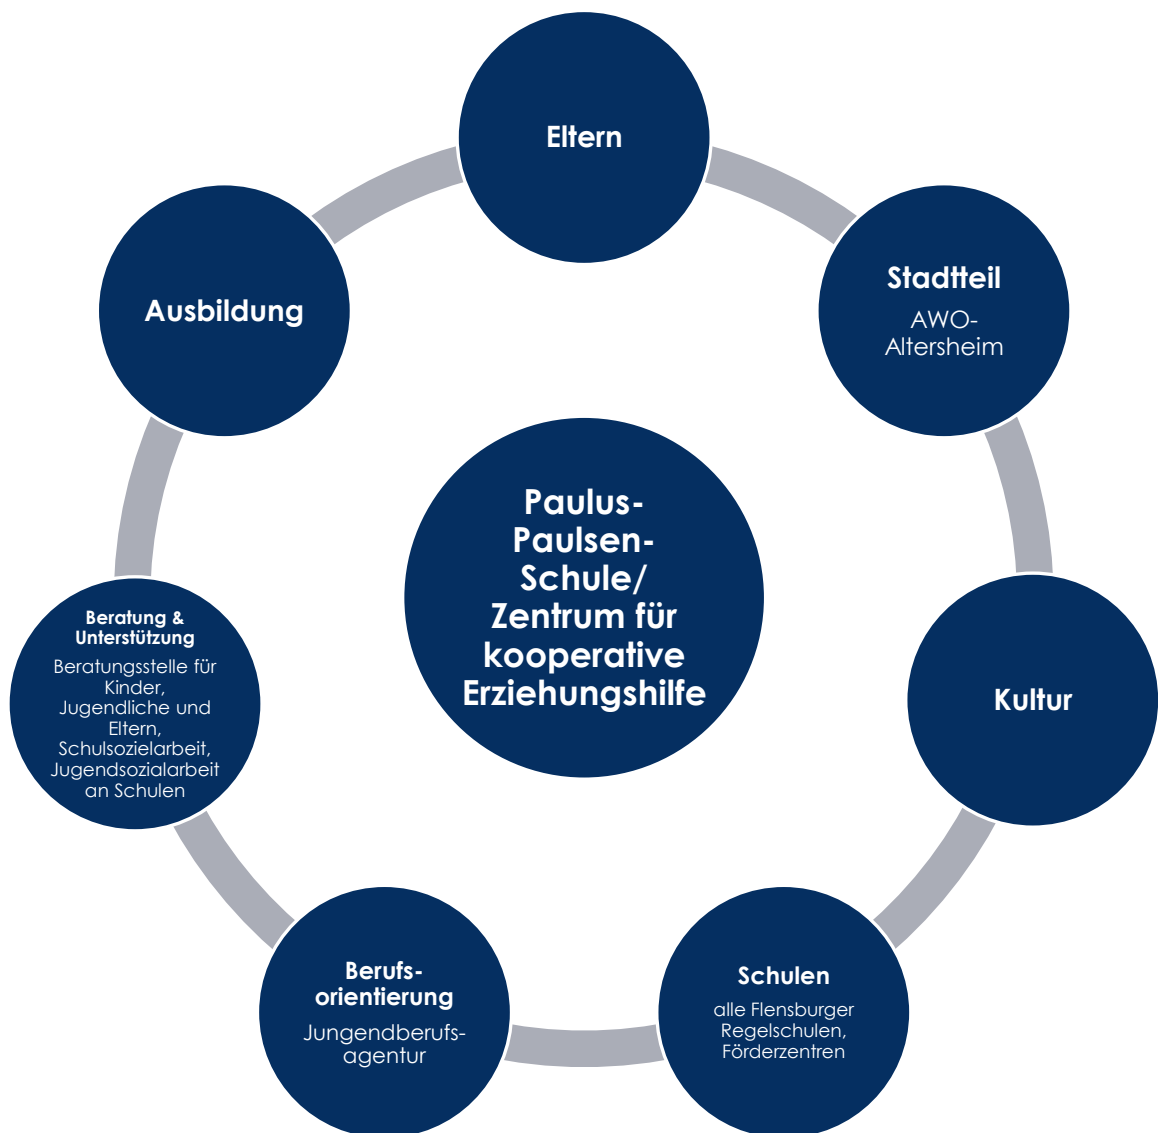 Eltern
Stadtteil
AWO-
Altersheim
Ausbildung
Paulus-
Paulsen-
Schule/
Zentrum für
kooperative
Erziehungshilfe
Kultur
Beratung &
Unterstützung
Beratungsstelle für
Kinder,
Jugendliche und
Eltern,
Schulsozielarbeit,
Jugendsozialarbeit
an Schulen
Berufs-
orientierung
Jungendberufs-
agentur
Schulen
alle Flensburger
Regelschulen,
Förderzentren